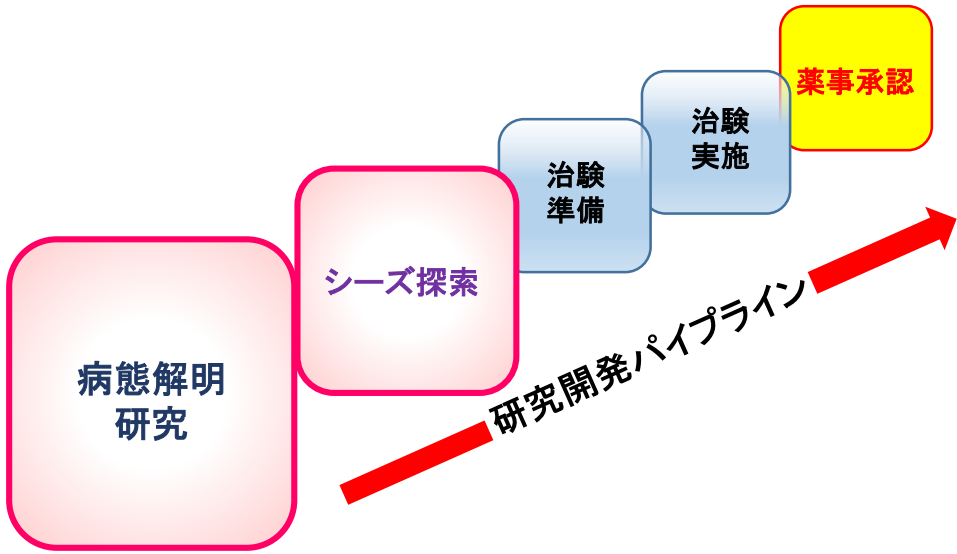 病態解明
研究
シーズ探索
治験
準備
治験
実施
薬事承認
研究開発パイプライン